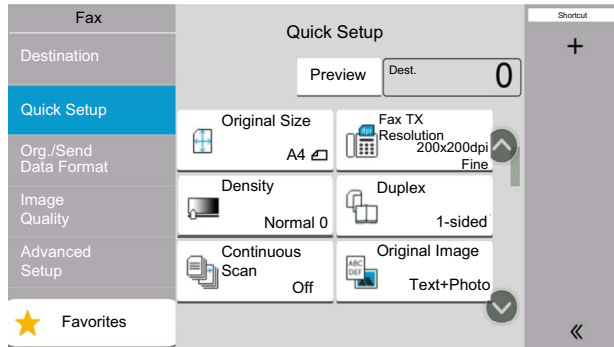 Fax
Destination
Quick Setup
Org./Send
Data Format
Image
Quality
Advanced
Setup
Favorites
Quick Setup
Preview
Dest.
0
Original Size
A4
Fax TX
Resolution
dpi
200x200dpi
Fine
Density
Normal 0
Duplex
1-sided
Continuous
Scan
Off
Original Image
ABC
DEF
Text+Photo
Shortcut
+